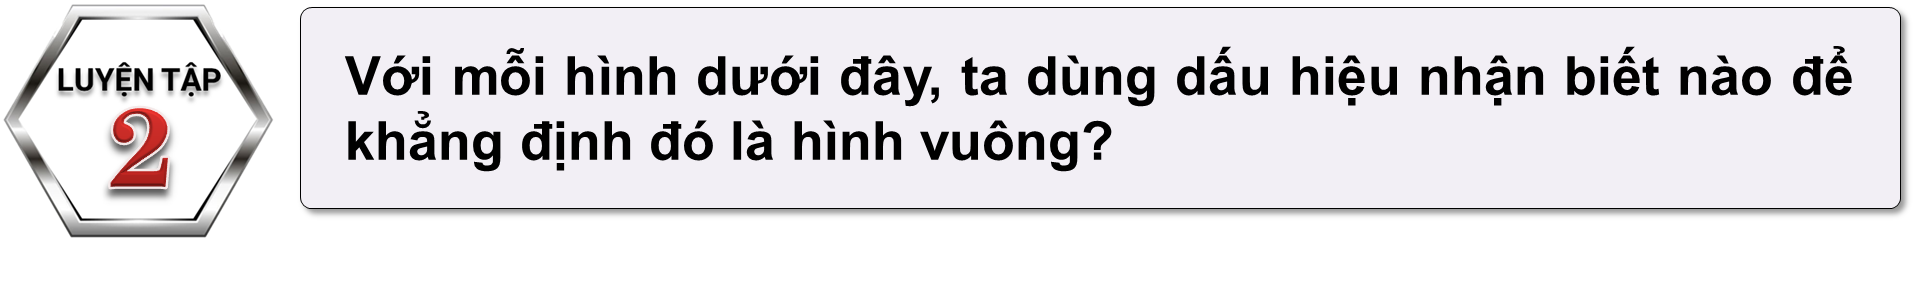 LUYỆN TẬP
2
Với mỗi hình dưới đây, ta dùng dấu hiệu nhận biết nào để
khẳng định đó là hình vuông?